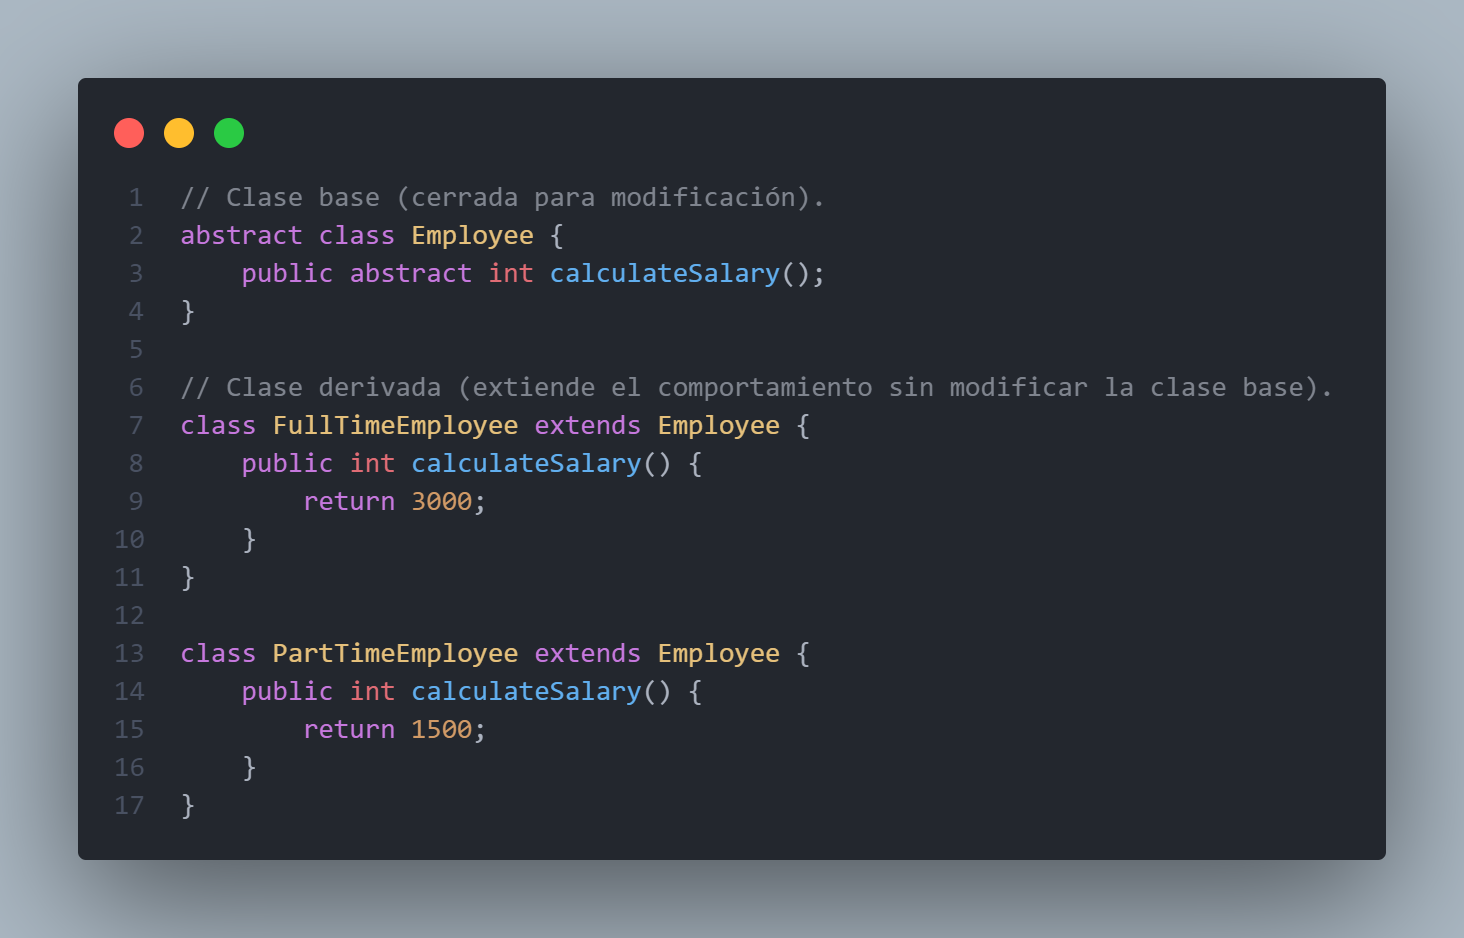 1 // Clase base (cerrada para modificación).
2 abstract class Employee {
3     public abstract int calculateSalary();
4 }
5
6 // Clase derivada (extiende el comportamiento sin modificar la clase base).
7 class FullTimeEmployee extends Employee {
8     public int calculateSalary() {
9         return 3000;
10     }
11 }
12
13 class PartTimeEmployee extends Employee {
14     public int calculateSalary() {
15         return 1500;
16     }
17 }